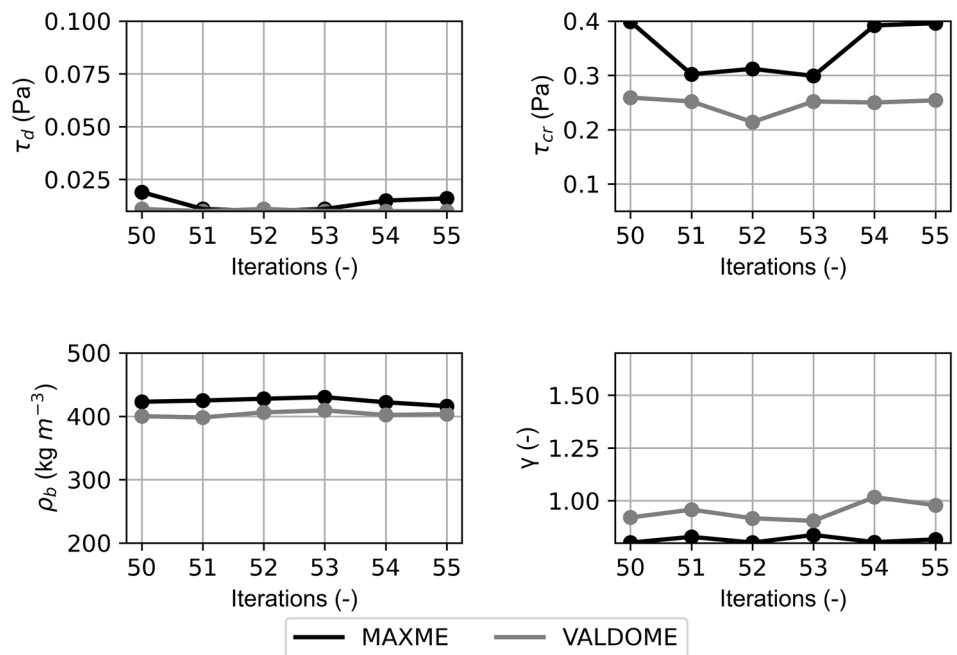 0.100
0.075
0.050
0.025
τ_d (Pa)
50 51 52 53 54 55
Iterations (-)
0.4
0.3
0.2
0.1
τ_cr (Pa)
50 51 52 53 54 55
Iterations (-)
500
400
300
200
ρ_b (kg m⁻³)
50 51 52 53 54 55
Iterations (-)
1.50
1.25
1.00
γ (-)
50 51 52 53 54 55
Iterations (-)
MAXME VALDOME